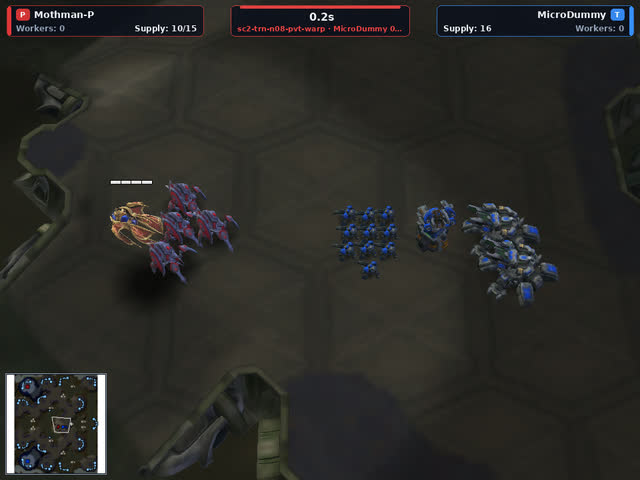 P Mothman-P
Workers: 0 Supply: 10/15
0.2s
sc2-trn-n08-pvt-warp · MicroDummy 0...
MicroDummy T
Supply: 16 Workers: 0